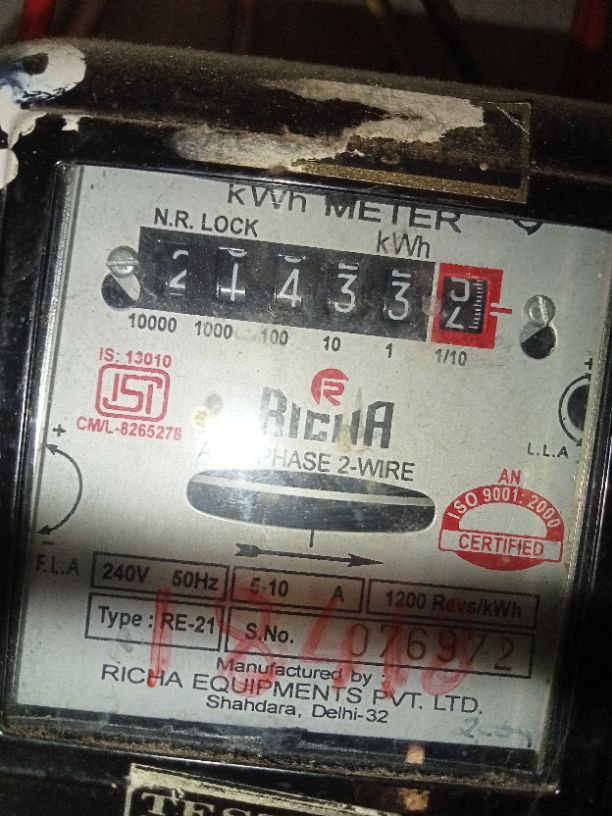 kWh METER
N.R. LOCK
kWh
2 1 4 3 3
10000 1000 100 10 1 1/10
IS: 13010
ISI
CM/L-8265278
R
RICHA
PHASE 2-WIRE
+
-
F.L.A
+
L.L.A
AN
ISO 9001: 2000
CERTIFIED
240V 50Hz
5-10 A
1200 Revs/kWh
Type : RE-21
S.No. 076972
Manufactured by :-
RICHA EQUIPMENTS PVT. LTD.
Shahdara, Delhi-32